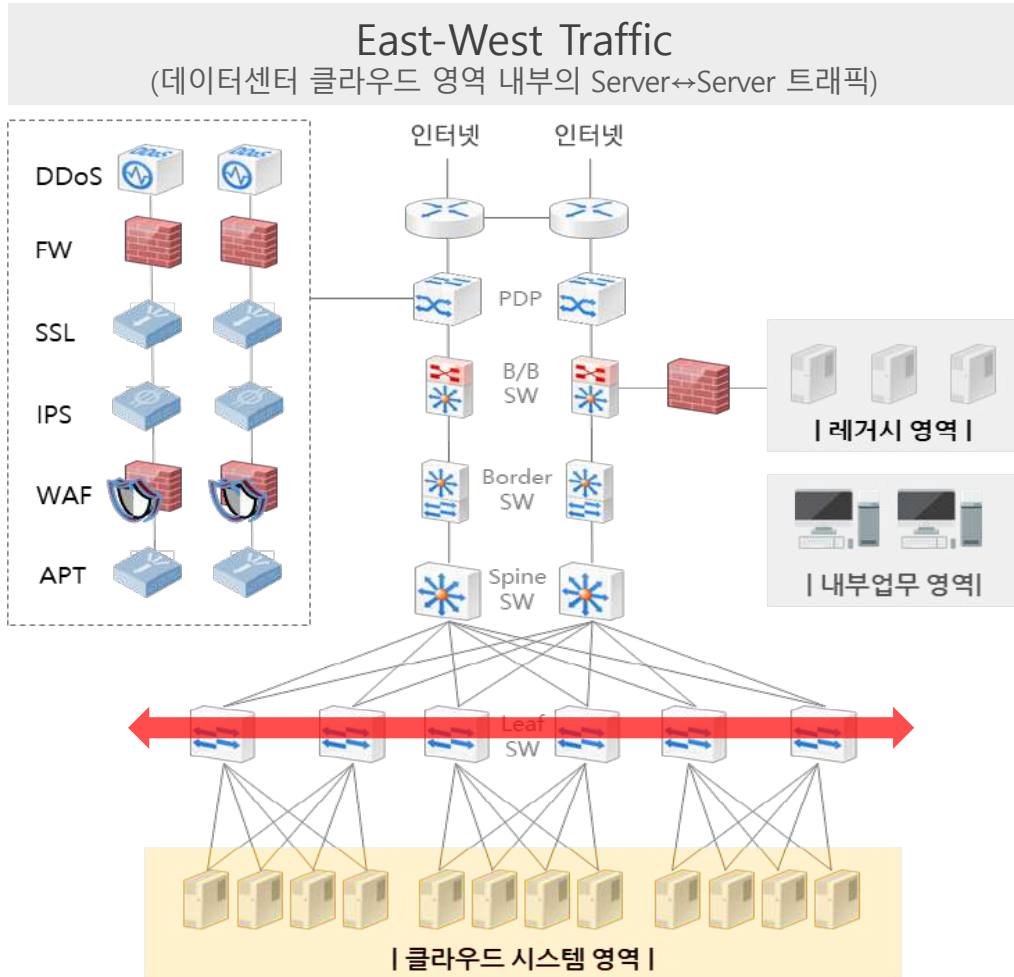 East-West Traffic
(데이터센터 클라우드 영역 내부의 Server↔Server 트래픽)
인터넷
인터넷
DDoS
DDoS
DDoS
FW
SSL
IPS
WAF
APT
PDP
B/B
SW
Border
SW
Spine
SW
Leaf
SW
| 레거시 영역 |
| 내부업무 영역|
| 클라우드 시스템 영역 |